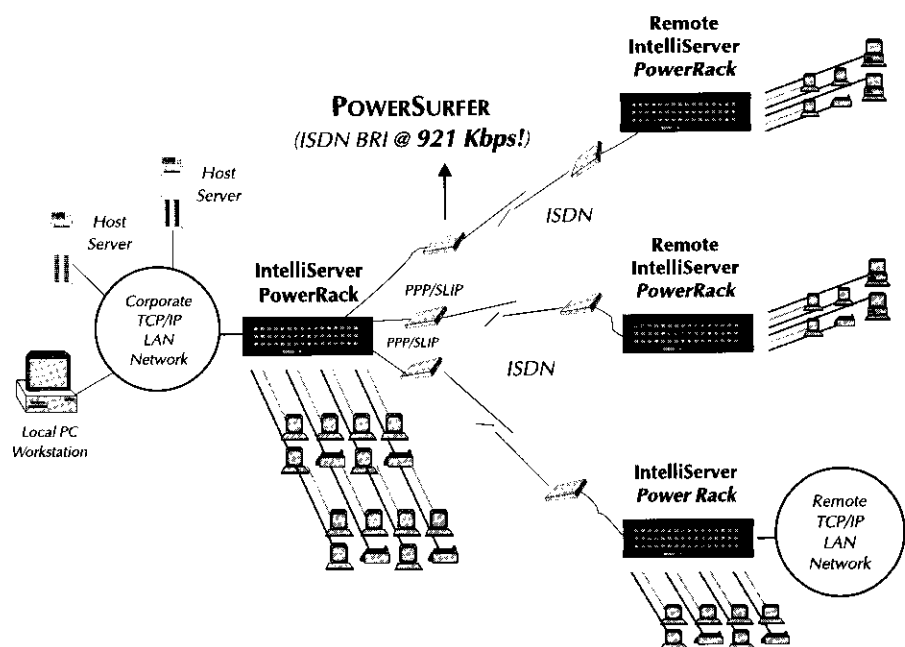 Remote
IntelliServer
PowerRack
POWERSURFER
(ISDN BRI @ 921 Kbps!)
Host
Server
Host
Server
ISDN
Remote
IntelliServer
PowerRack
IntelliServer
PowerRack
Corporate
TCP/IP
LAN
Network
PPP/SLIP
PPP/SLIP
ISDN
Local PC
Workstation
IntelliServer
Power Rack
Remote
TCP/IP
LAN
Network